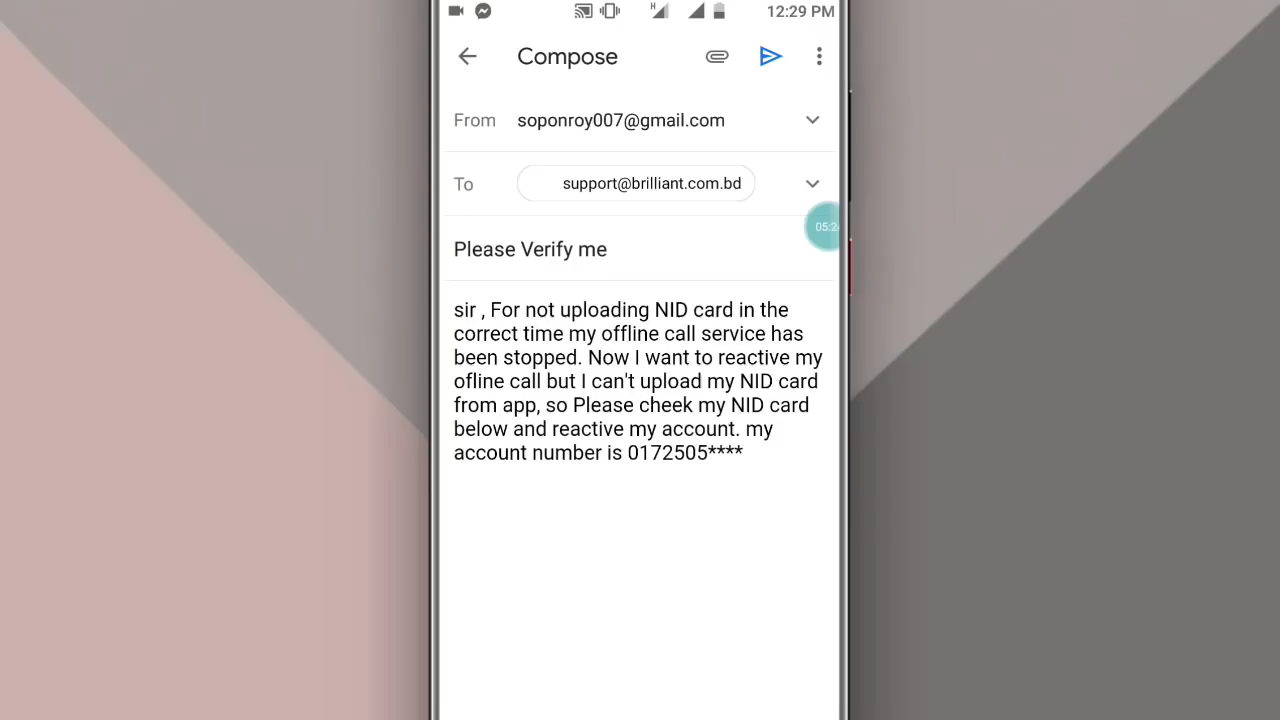 H 12:29 PM
Compose
From soponroy007@gmail.com
To support@brilliant.com.bd
Please Verify me
sir , For not uploading NID card in the
correct time my offline call service has
been stopped. Now I want to reactive my
ofline call but I can't upload my NID card
from app, so Please cheek my NID card
below and reactive my account. my
account number is 0172505****